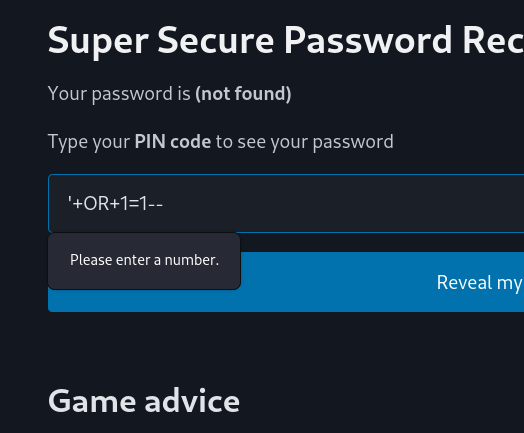 Super Secure Password Rec
Your password is (not found)
Type your PIN code to see your password
'+OR+1=1--
Please enter a number.
Reveal my
Game advice